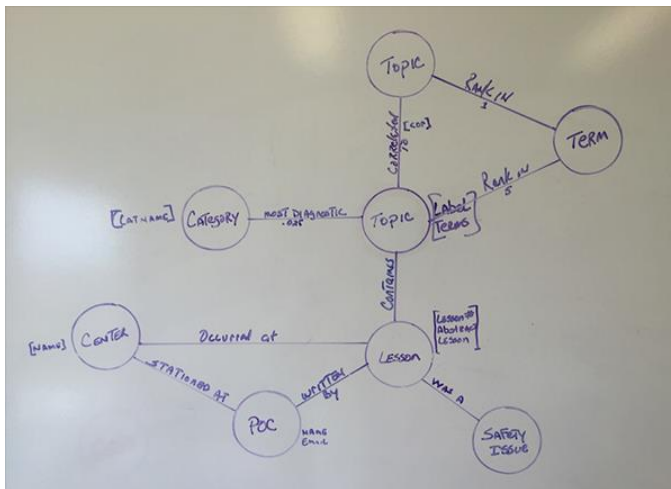 TOPIC
RANK IN
1
TERM
CORRELATED
TO
[COR]
RANK IN
5
[CATNAME]
CATEGORY
MOST DIAGNOSTIC
.025
TOPIC
[Label
Terms]
CONTAINS
[NAME]
CENTER
OCCURRED AT
LESSON
[LESSON#
Abstract
LESSON]
STATIONED AT
WRITTEN
BY
WAS A
POC
NAME
EMAIL
SAFETY
ISSUE